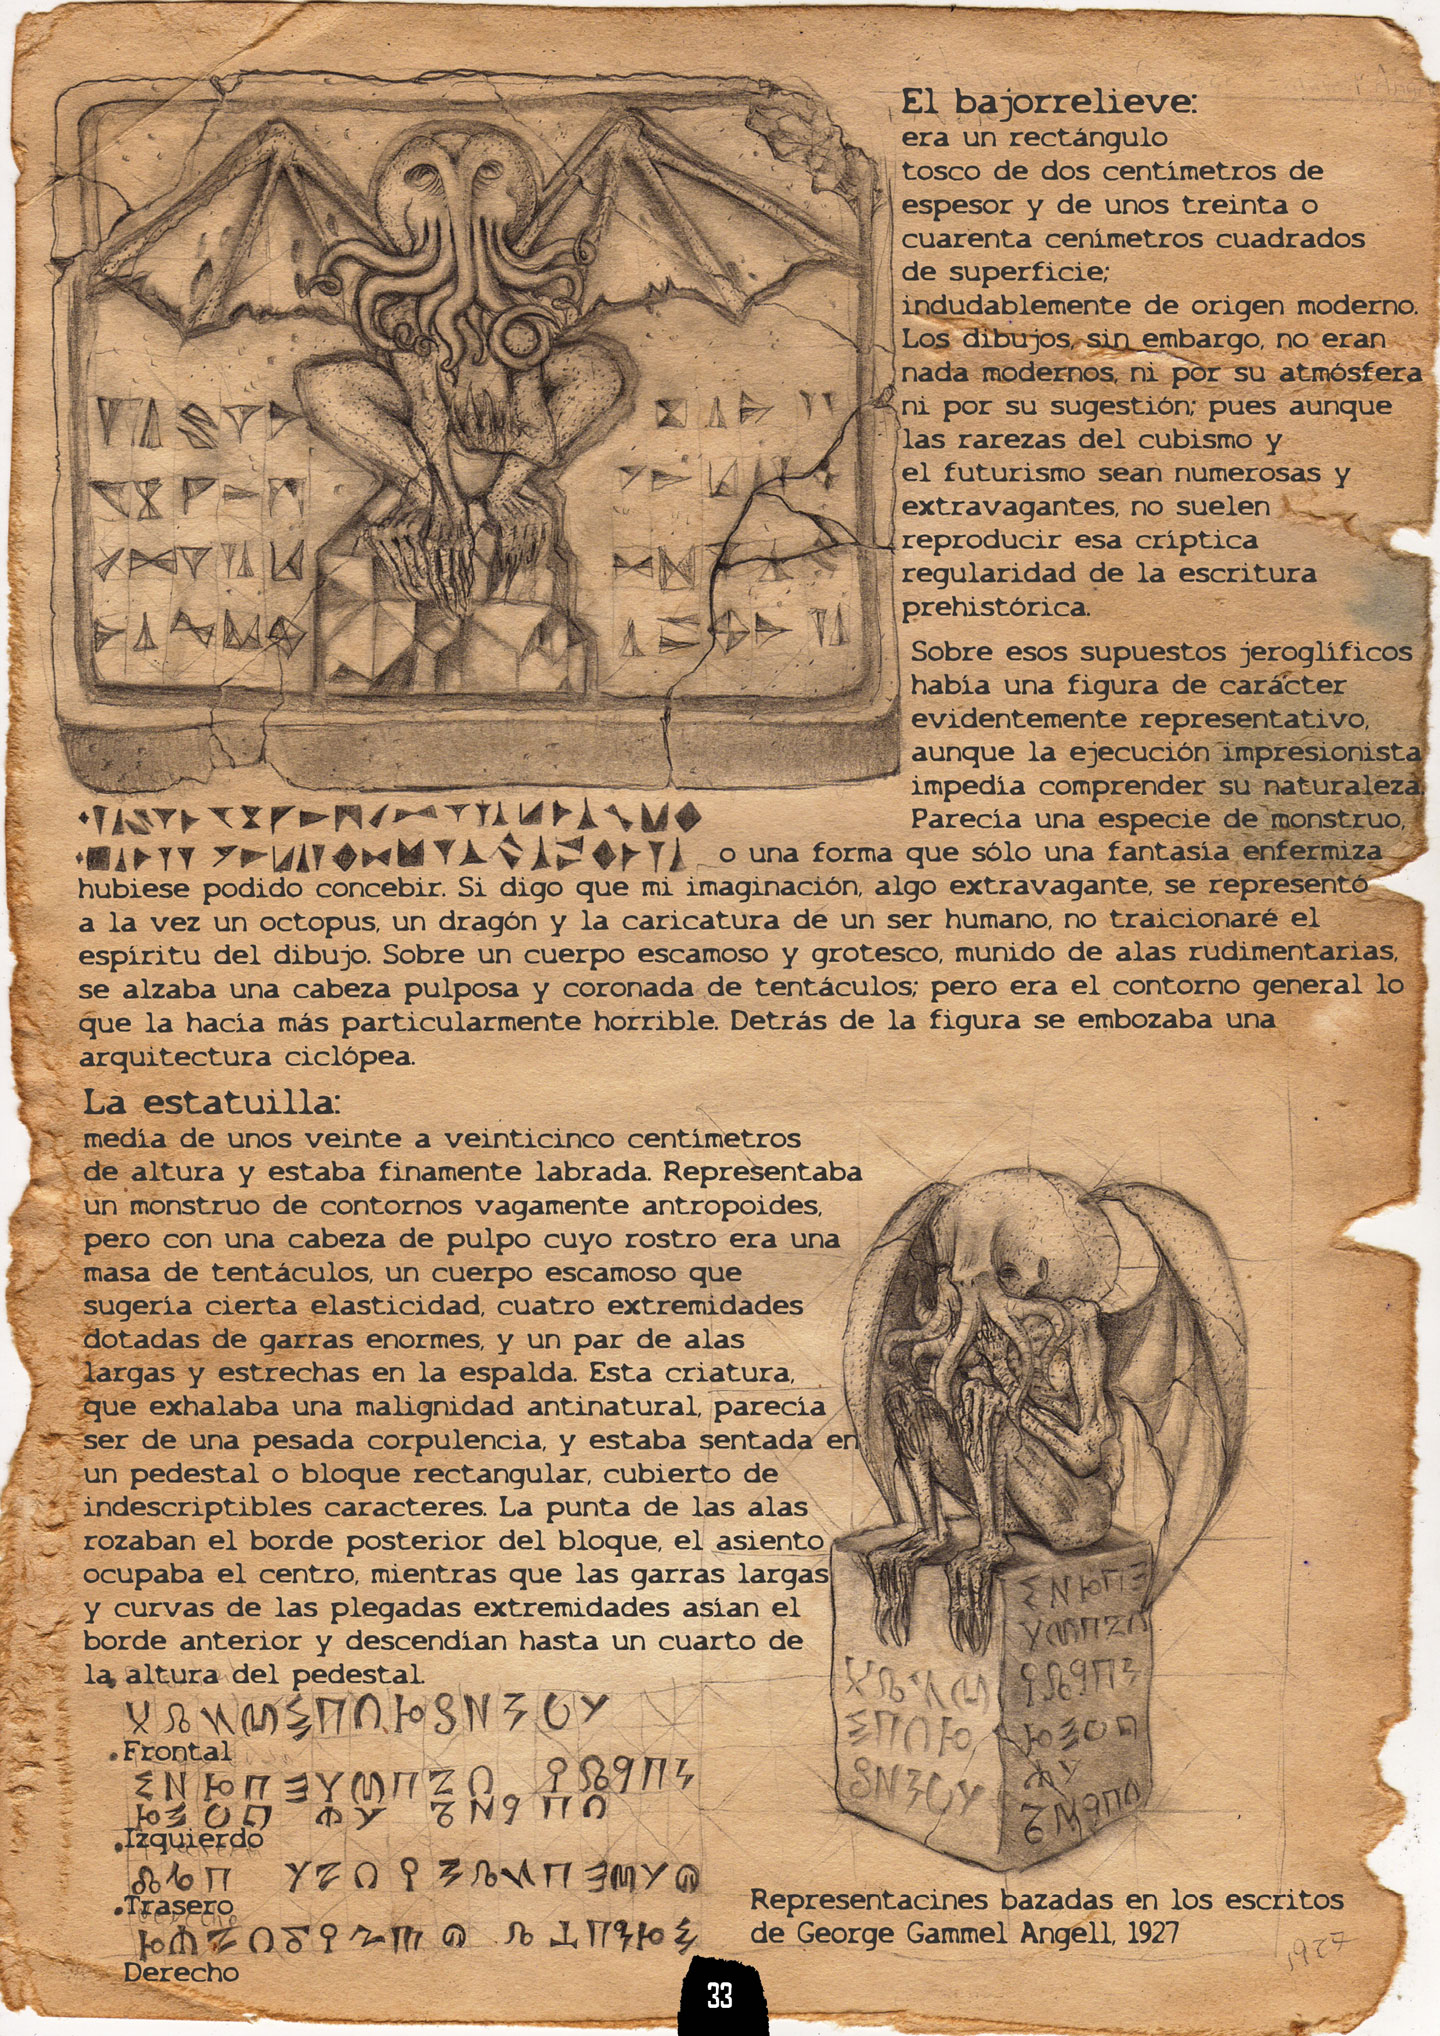 El bajorrelieve:
era un rectángulo
tosco de dos centímetros de
espesor y de unos treinta o
cuarenta cenímetros cuadrados
de superficie;
indudablemente de origen moderno.
Los dibujos, sin embargo, no eran
nada modernos, ni por su atmósfera
ni por su sugestión; pues aunque
las rarezas del cubismo y
el futurismo sean numerosas y
extravagantes, no suelen
reproducir esa críptica
regularidad de la escritura
prehistórica.
Sobre esos supuestos jeroglíficos
había una figura de carácter
evidentemente representativo,
aunque la ejecución impresionista
impedía comprender su naturaleza.
Parecía una especie de monstruo,
o una forma que sólo una fantasía enfermiza
hubiese podido concebir. Si digo que mi imaginación, algo extravagante, se representó
a la vez un octopus, un dragón y la caricatura de un ser humano, no traicionaré el
espíritu del dibujo. Sobre un cuerpo escamoso y grotesco, munido de alas rudimentarias,
se alzaba una cabeza pulposa y coronada de tentáculos; pero era el contorno general lo
que la hacía más particularmente horrible. Detrás de la figura se embozaba una
arquitectura ciclópea.
La estatuilla:
medía de unos veinte a veinticinco centímetros
de altura y estaba finamente labrada. Representaba
un monstruo de contornos vagamente antropoides,
pero con una cabeza de pulpo cuyo rostro era una
masa de tentáculos, un cuerpo escamoso que
sugería cierta elasticidad, cuatro extremidades
dotadas de garras enormes, y un par de alas
largas y estrechas en la espalda. Esta criatura,
que exhalaba una malignidad antinatural, parecía
ser de una pesada corpulencia, y estaba sentada en
un pedestal o bloque rectangular, cubierto de
indescriptibles caracteres. La punta de las alas
rozaban el borde posterior del bloque, el asiento
ocupaba el centro, mientras que las garras largas
y curvas de las plegadas extremidades asían el
borde anterior y descendían hasta un cuarto de
la altura del pedestal.
.Frontal
.Izquierdo
.Trasero
Derecho
Representacines bazadas en los escritos
de George Gammel Angell, 1927
1927
33